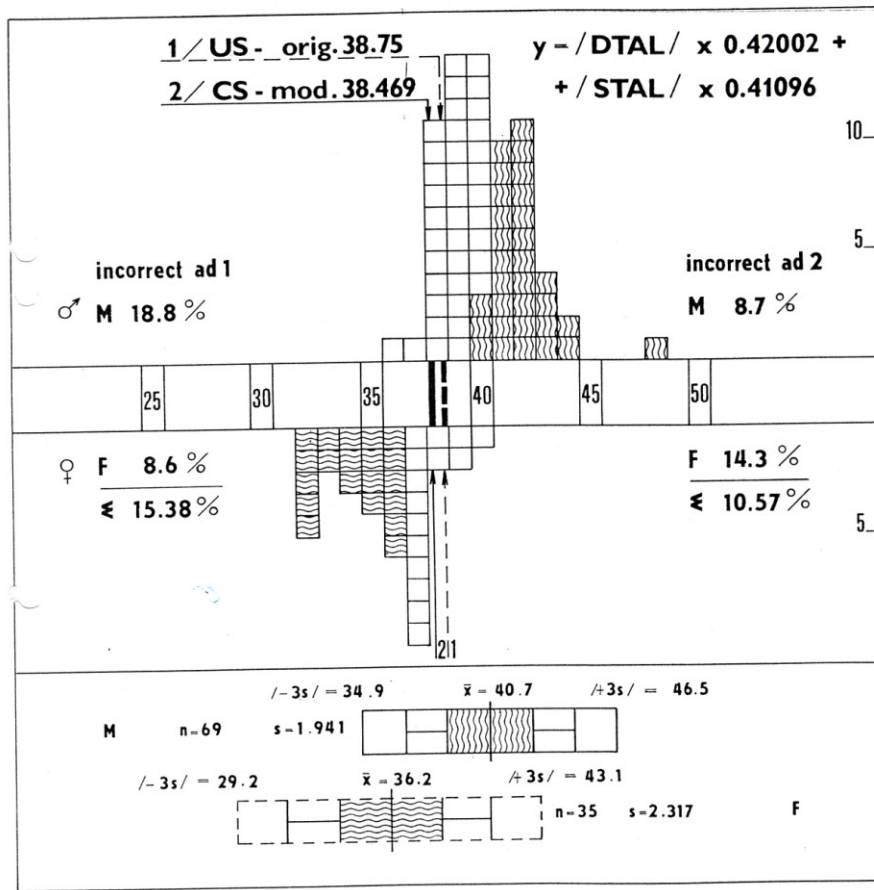 1/ US - orig. 38.75
2/ CS - mod. 38.469
y = /DTAL/ x 0.42002 +
+ /STAL/ x 0.41096
10
5
incorrect ad 1
♂ M 18.8 %
incorrect ad 2
M 8.7 %
25 30 35 40 45 50
♀ F 8.6 %
Ɛ 15.38 %
F 14.3 %
Ɛ 10.57 %
5
2 1
/-3s/ = 34.9 x̄ = 40.7 /+3s/ = 46.5
M n=69 s=1.941
/-3s/ = 29.2 x̄ = 36.2 /+3s/ = 43.1
n=35 s=2.317 F